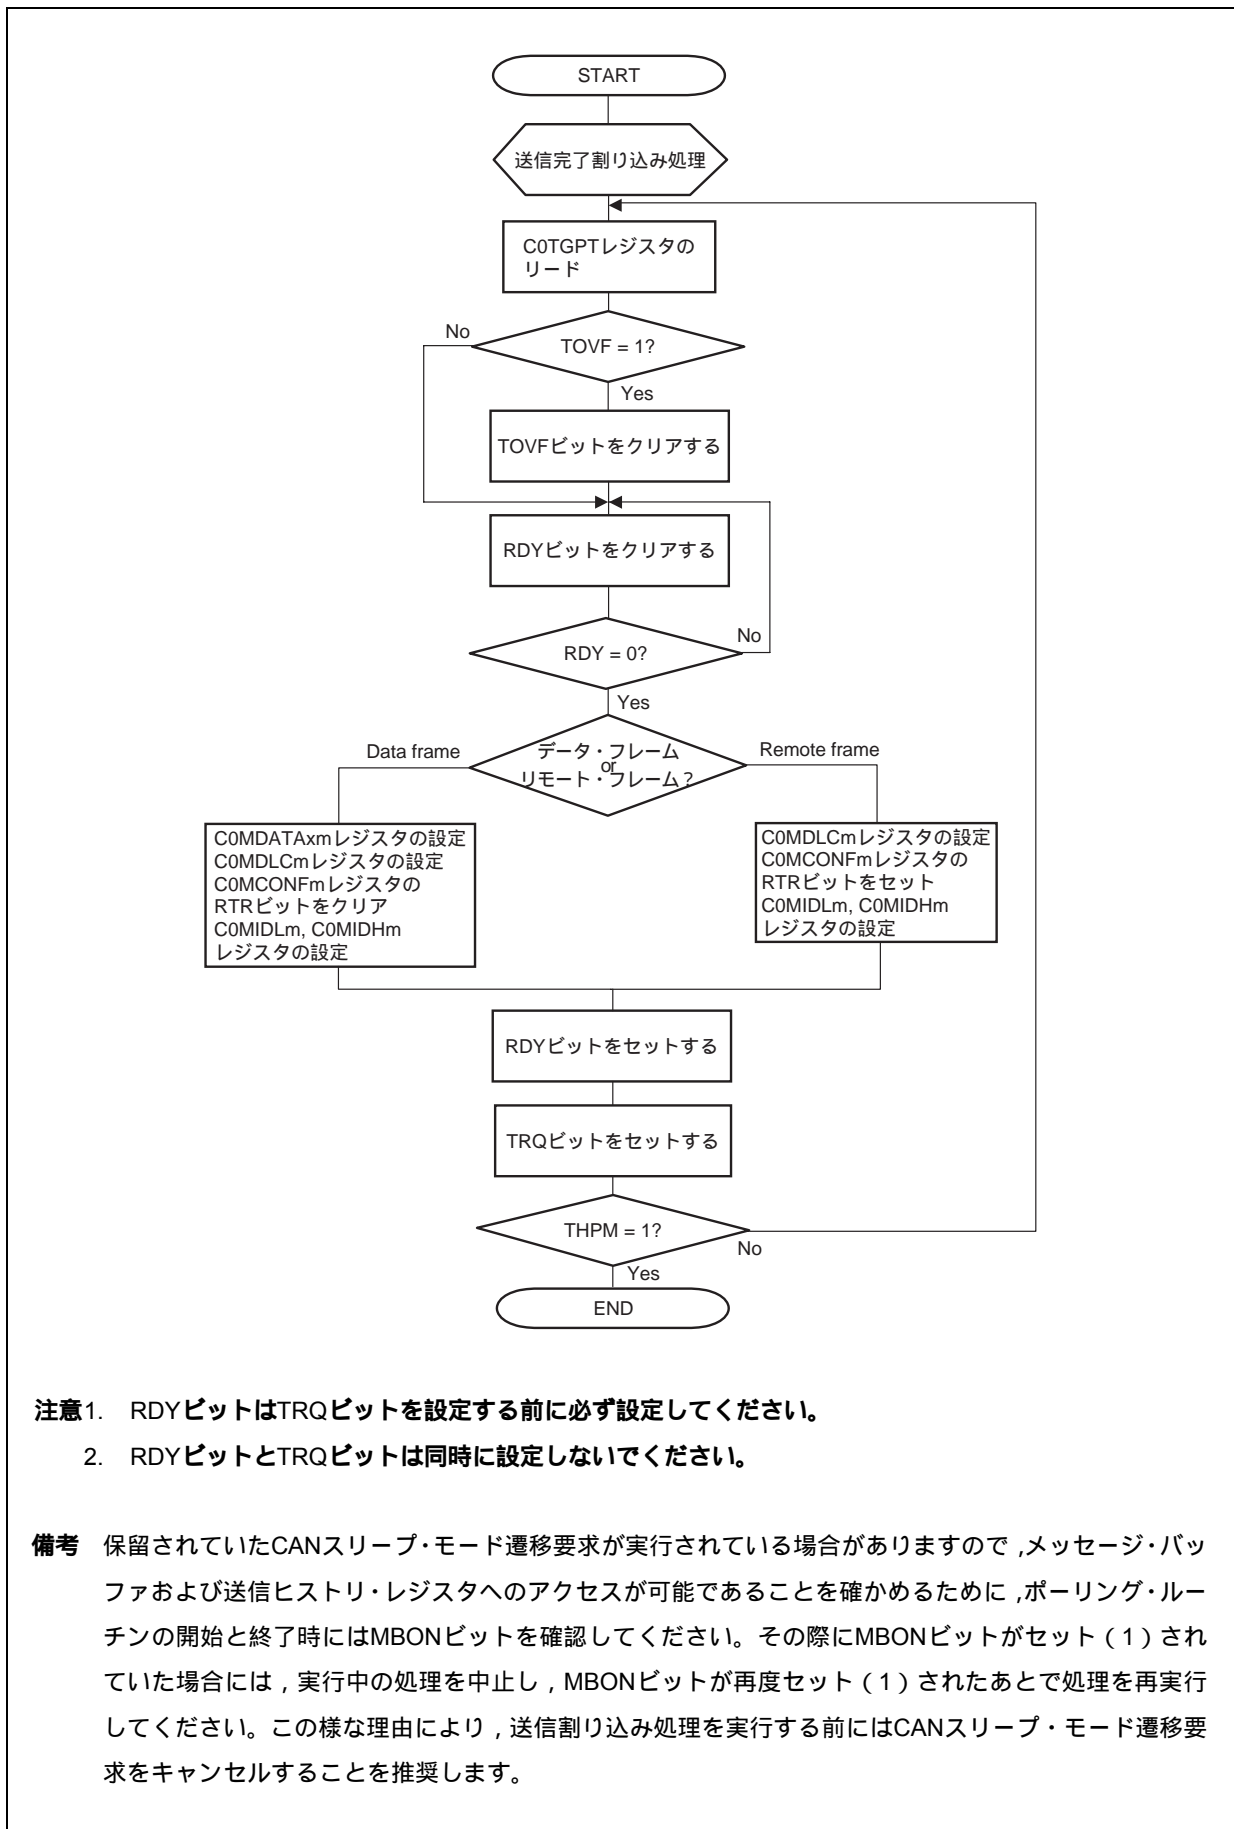 START
送信完了割り込み処理
C0TGPTレジスタの
リード
No
TOVF = 1?
Yes
TOVFビットをクリアする
RDYビットをクリアする
No
RDY = 0?
Yes
Data frame
データ・フレーム
or
リモート・フレーム？
Remote frame
C0MDATAxmレジスタの設定
C0MDLCmレジスタの設定
C0MCONFmレジスタの
RTRビットをクリア
C0MIDLm, C0MIDHm
レジスタの設定
C0MDLCmレジスタの設定
C0MCONFmレジスタの
RTRビットをセット
C0MIDLm, C0MIDHm
レジスタの設定
RDYビットをセットする
TRQビットをセットする
THPM = 1?
No
Yes
END
注意1. RDYビットはTRQビットを設定する前に必ず設定してください。
2. RDYビットとTRQビットは同時に設定しないでください。
備考 保留されていたCANスリープ・モード遷移要求が実行されている場合がありますので，メッセージ・バッ
ファおよび送信ヒストリ・レジスタへのアクセスが可能であることを確かめるために，ポーリング・ルー
チンの開始と終了時にはMBONビットを確認してください。その際にMBONビットがセット（1）され
ていた場合には，実行中の処理を中止し，MBONビットが再度セット（1）されたあとで処理を再実行
してください。この様な理由により，送信割り込み処理を実行する前にはCANスリープ・モード遷移要
求をキャンセルすることを推奨します。